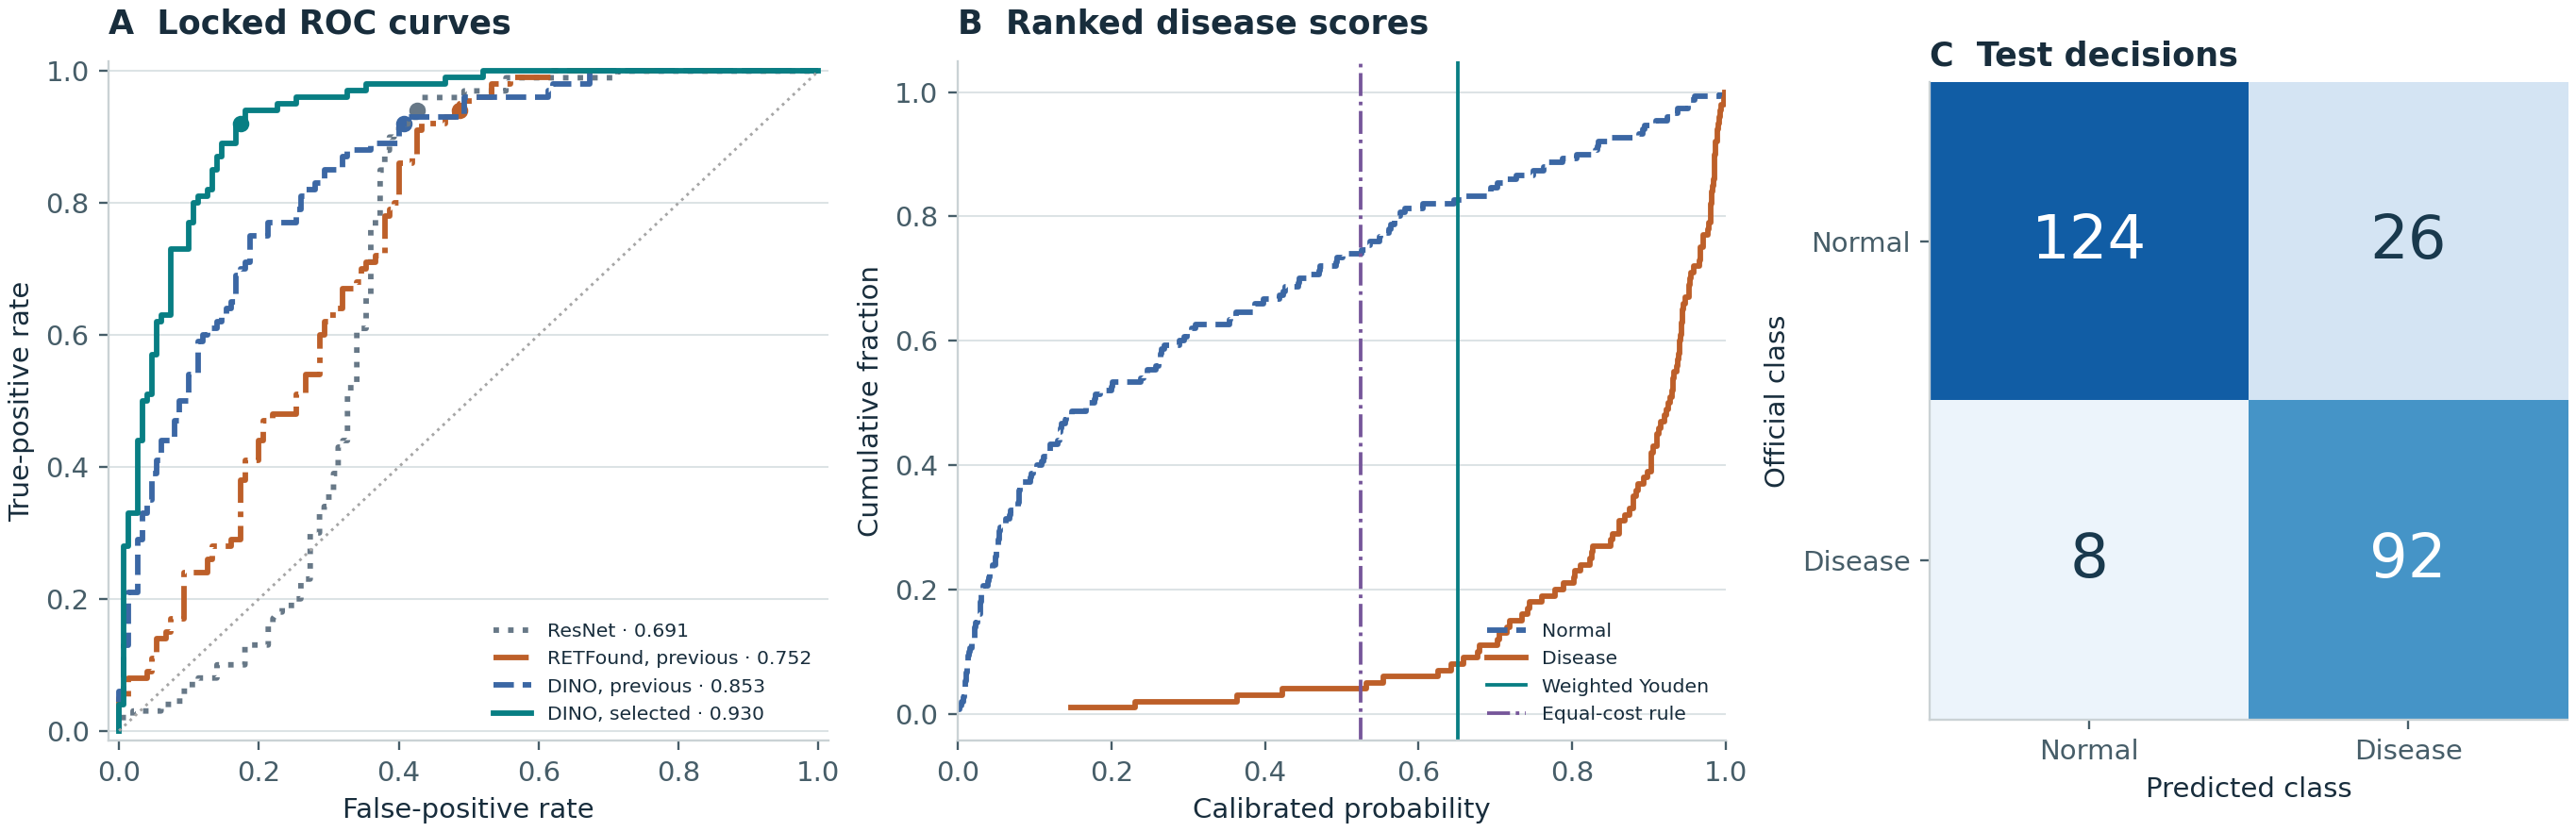 A Locked ROC curves
True-positive rate
1.0
0.8
0.6
0.4
0.2
0.0
ResNet · 0.691
RETFound, previous · 0.752
DINO, previous · 0.853
DINO, selected · 0.930
0.0 0.2 0.4 0.6 0.8 1.0
False-positive rate
B Ranked disease scores
Cumulative fraction
1.0
0.8
0.6
0.4
0.2
0.0
Normal
Disease
Weighted Youden
Equal-cost rule
0.0 0.2 0.4 0.6 0.8 1.0
Calibrated probability
C Test decisions
Official class
Normal 124 26
Disease 8 92
Normal Disease
Predicted class